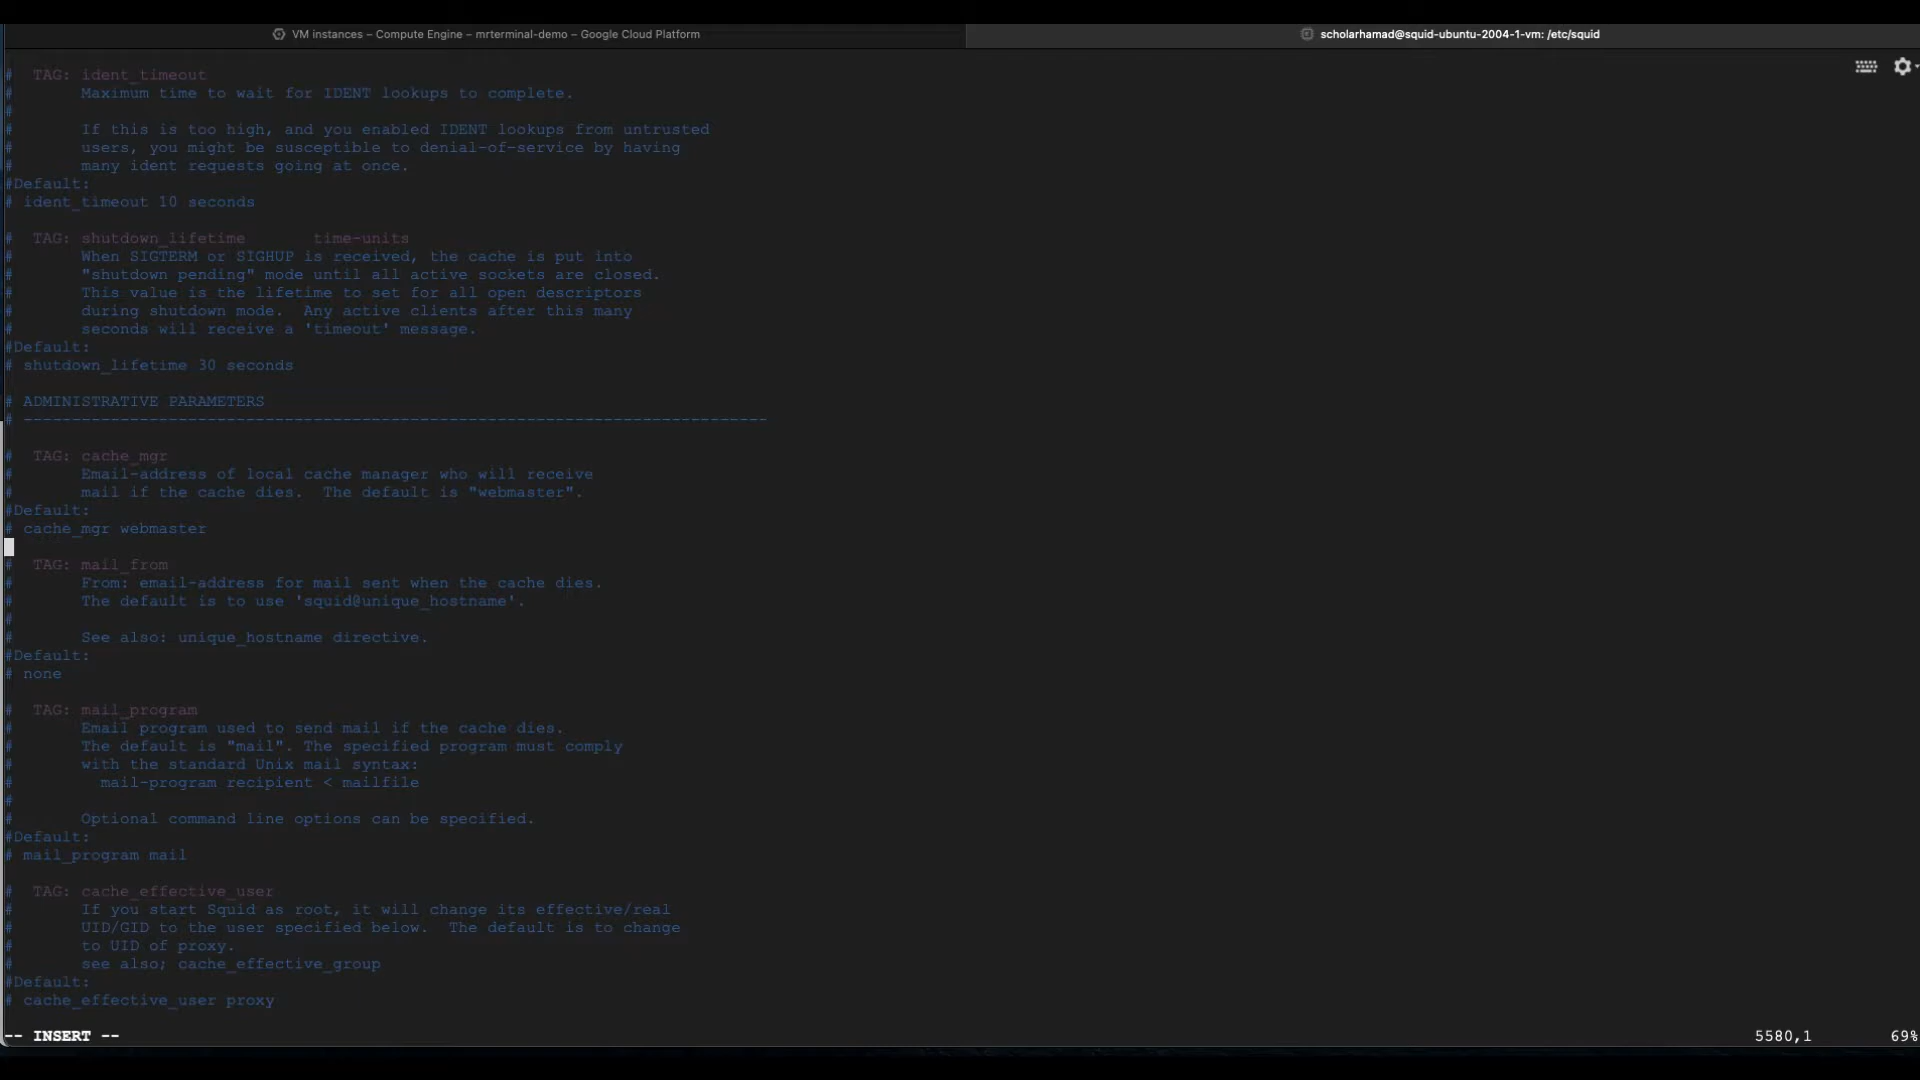 VM instances – Compute Engine – mrterminal-demo – Google Cloud Platform
scholarhamad@squid-ubuntu-2004-1-vm: /etc/squid
#  TAG: ident_timeout
#       Maximum time to wait for IDENT lookups to complete.
#
#       If this is too high, and you enabled IDENT lookups from untrusted
#       users, you might be susceptible to denial-of-service by having
#       many ident requests going at once.
#Default:
# ident_timeout 10 seconds
#  TAG: shutdown_lifetime       time-units
#       When SIGTERM or SIGHUP is received, the cache is put into
#       "shutdown pending" mode until all active sockets are closed.
#       This value is the lifetime to set for all open descriptors
#       during shutdown mode.  Any active clients after this many
#       seconds will receive a 'timeout' message.
#Default:
# shutdown_lifetime 30 seconds
# ADMINISTRATIVE PARAMETERS
# -----------------------------------------------------------------------------
#  TAG: cache_mgr
#       Email-address of local cache manager who will receive
#       mail if the cache dies.  The default is "webmaster".
#Default:
# cache_mgr webmaster
#  TAG: mail_from
#       From: email-address for mail sent when the cache dies.
#       The default is to use 'squid@unique_hostname'.
#
#       See also: unique_hostname directive.
#Default:
# none
#  TAG: mail_program
#       Email program used to send mail if the cache dies.
#       The default is "mail". The specified program must comply
#       with the standard Unix mail syntax:
#         mail-program recipient < mailfile
#
#       Optional command line options can be specified.
#Default:
# mail_program mail
#  TAG: cache_effective_user
#       If you start Squid as root, it will change its effective/real
#       UID/GID to the user specified below.  The default is to change
#       to UID of proxy.
#       see also; cache_effective_group
#Default:
# cache_effective_user proxy
-- INSERT --
5580,1
69%